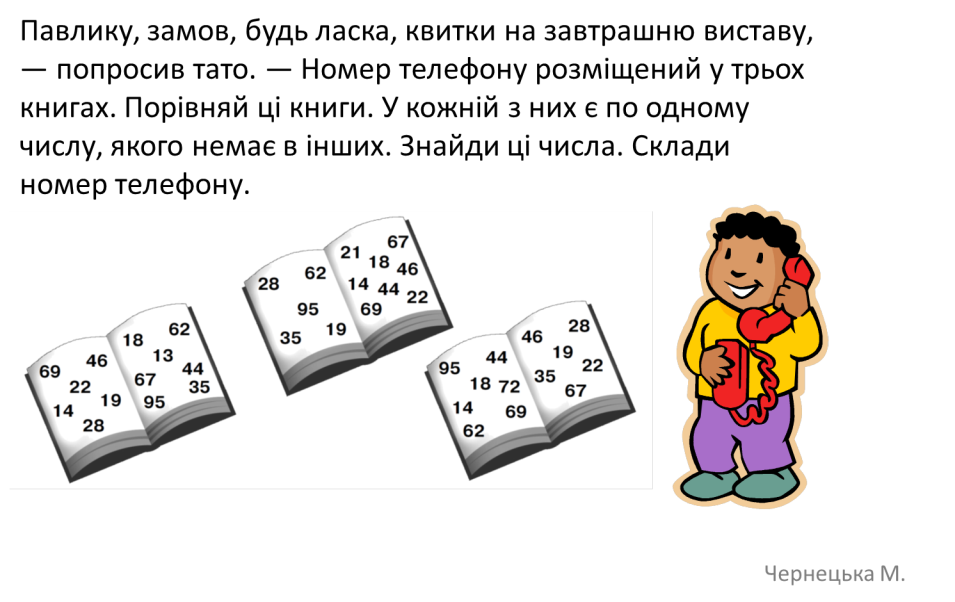 Павлику, замов, будь ласка, квитки на завтрашню виставу,
— попросив тато. — Номер телефону розміщений у трьох
книгах. Порівняй ці книги. У кожній з них є по одному
числу, якого немає в інших. Знайди ці числа. Склади
номер телефону.
69 46 22 19 14 28
18 62 13 44 67 35 95
28 62 95 35 19
21 67 18 46 14 44 22 69
95 44 18 72 14 69 62
46 28 19 22 35 67
Чернецька М.